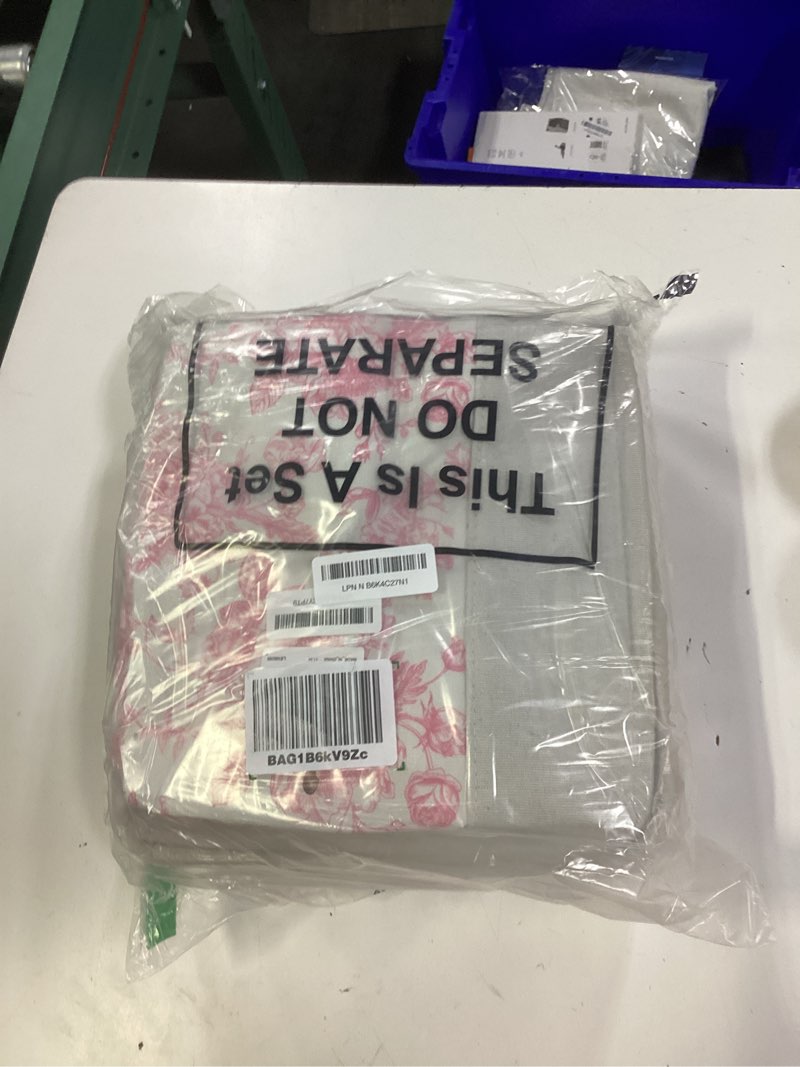 This Is A Set
DO NOT
SEPARATE
LPN N B6K4C27N1
BAG1B6kV9Zc